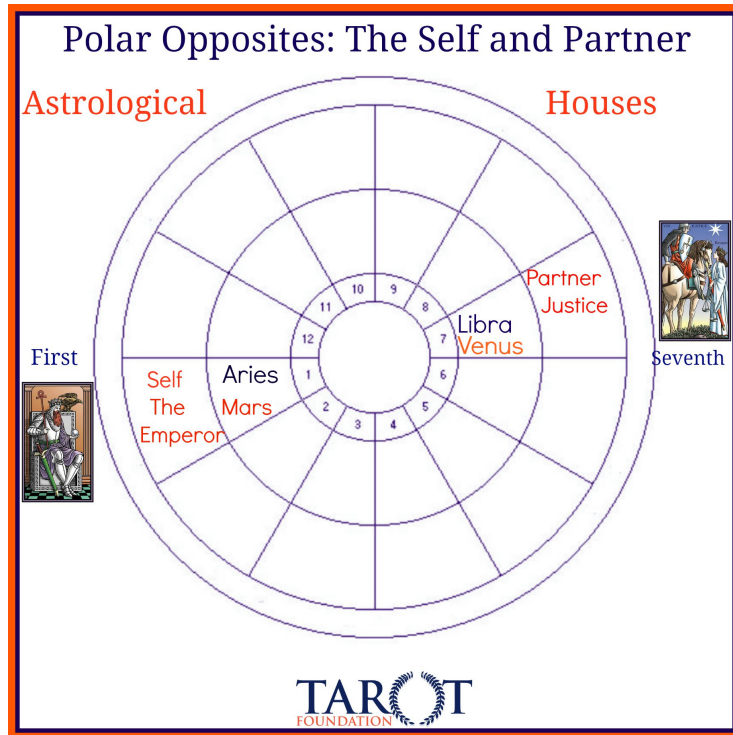 Polar Opposites: The Self and Partner
Astrological
Houses
10
9
11
8
12
7
1
6
2
5
3
4
Partner
Justice
Libra
Venus
First
Seventh
Self
The
Emperor
Aries
Mars
TAROT
FOUNDATION